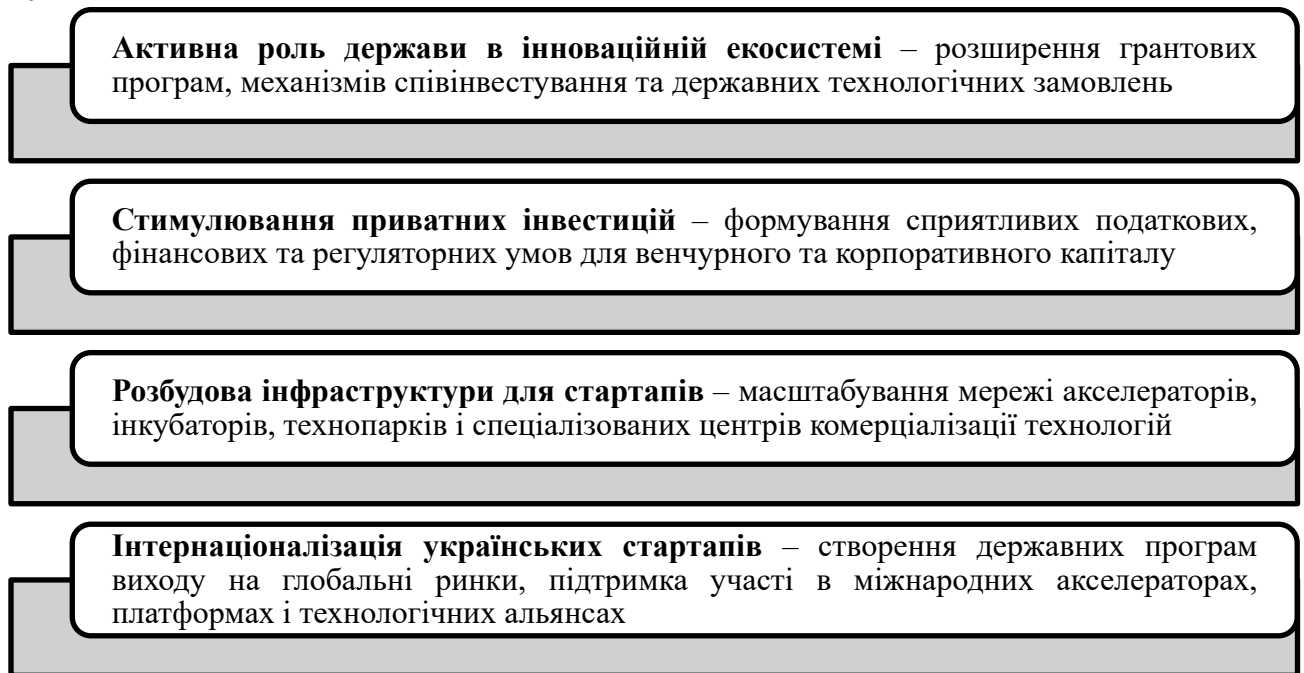 Активна роль держави в інноваційній екосистемі – розширення грантових
програм, механізмів співінвестування та державних технологічних замовлень
Стимулювання приватних інвестицій – формування сприятливих податкових,
фінансових та регуляторних умов для венчурного та корпоративного капіталу
Розбудова інфраструктури для стартапів – масштабування мережі акселераторів,
інкубаторів, технопарків і спеціалізованих центрів комерціалізації технологій
Інтернаціоналізація українських стартапів – створення державних програм
виходу на глобальні ринки, підтримка участі в міжнародних акселераторах,
платформах і технологічних альянсах